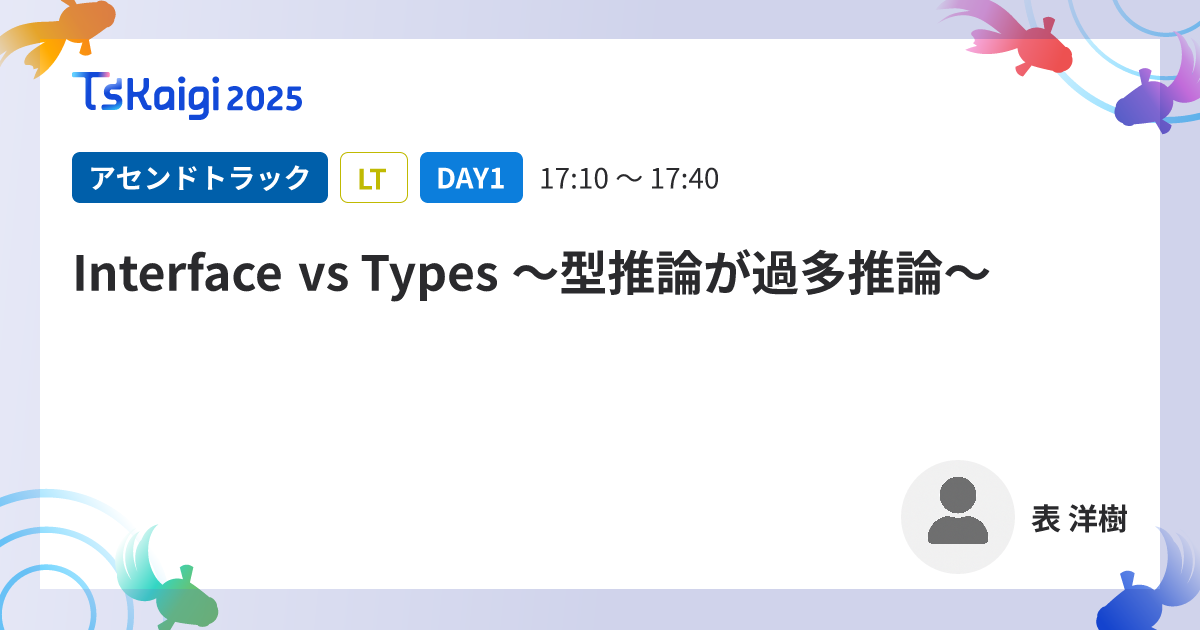 TsKaigi 2025
アセンドトラック LT DAY1 17:10 〜 17:40
Interface vs Types 〜型推論が過多推論〜
表 洋樹